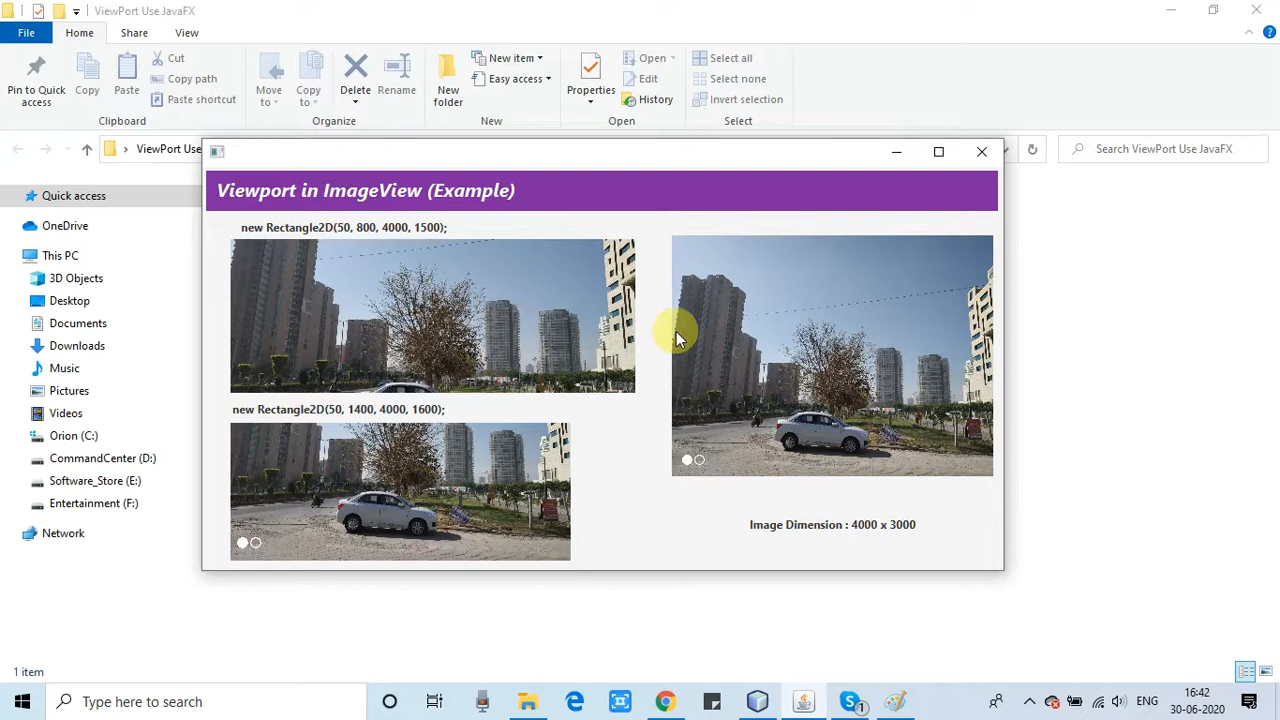 ViewPort Use JavaFX
File Home Share View
Pin to Quick access
Copy
Paste
Cut
Copy path
Paste shortcut
Clipboard
Move to
Copy to
Delete
Rename
Organize
New folder
New item
Easy access
New
Properties
Open
Edit
History
Open
Select all
Select none
Invert selection
Select
ViewPort Use
Search ViewPort Use JavaFX
Quick access
OneDrive
This PC
3D Objects
Desktop
Documents
Downloads
Music
Pictures
Videos
Orion (C:)
CommandCenter (D:)
Software_Store (E:)
Entertainment (F:)
Network
Viewport in ImageView (Example)
new Rectangle2D(50, 800, 4000, 1500);
new Rectangle2D(50, 1400, 4000, 1600);
Image Dimension : 4000 x 3000
1 item
Type here to search
1
ENG
16:42
30-06-2020